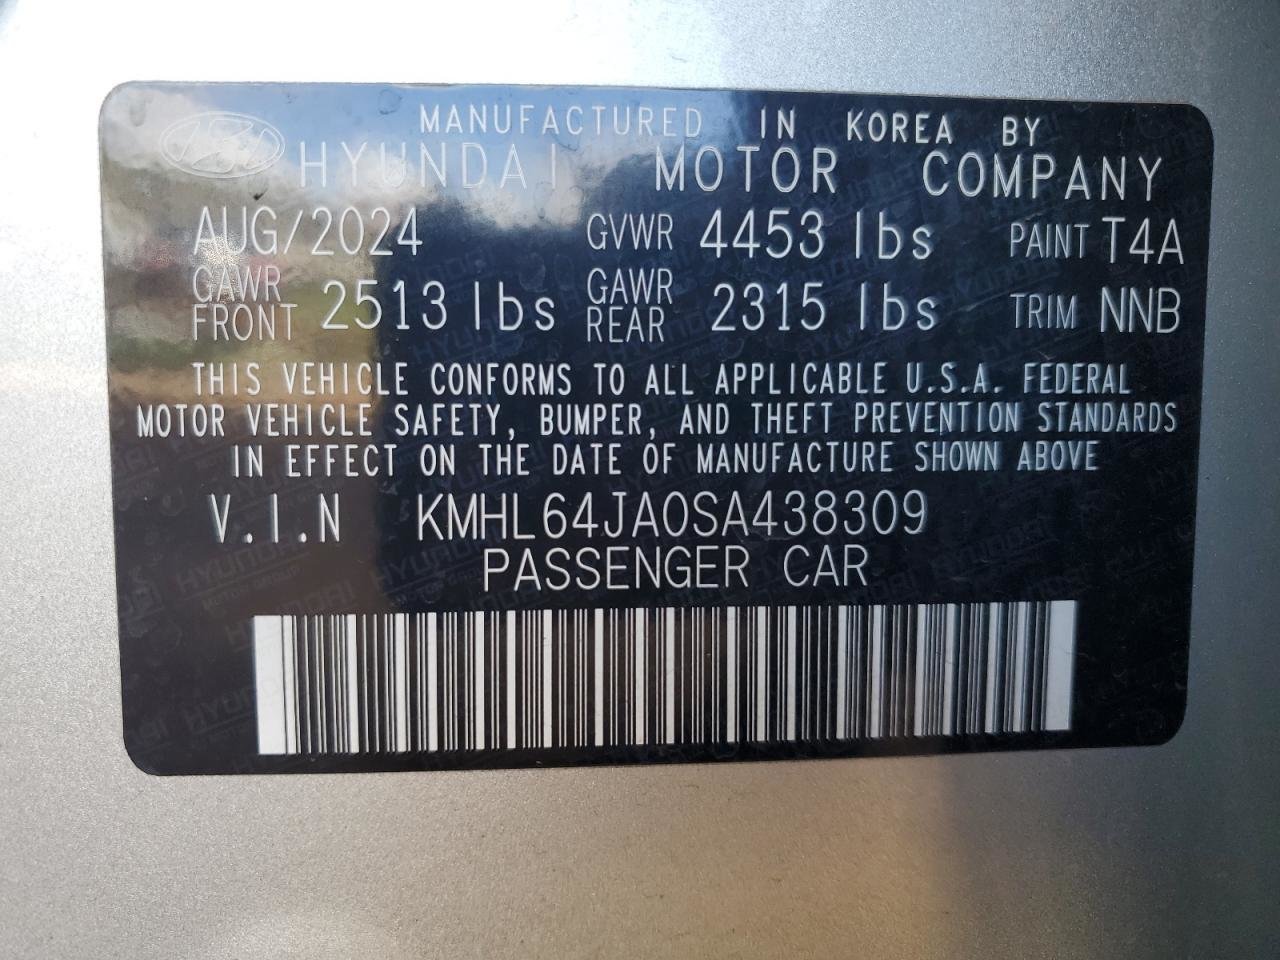 MANUFACTURED IN KOREA BY
HYUNDAI MOTOR COMPANY
AUG/2024 GVWR 4453 lbs PAINT T4A
GAWR FRONT 2513 lbs GAWR REAR 2315 lbs TRIM NNB
THIS VEHICLE CONFORMS TO ALL APPLICABLE U.S.A. FEDERAL
MOTOR VEHICLE SAFETY, BUMPER, AND THEFT PREVENTION STANDARDS
IN EFFECT ON THE DATE OF MANUFACTURE SHOWN ABOVE
V.I.N KMHL64JA0SA438309
PASSENGER CAR